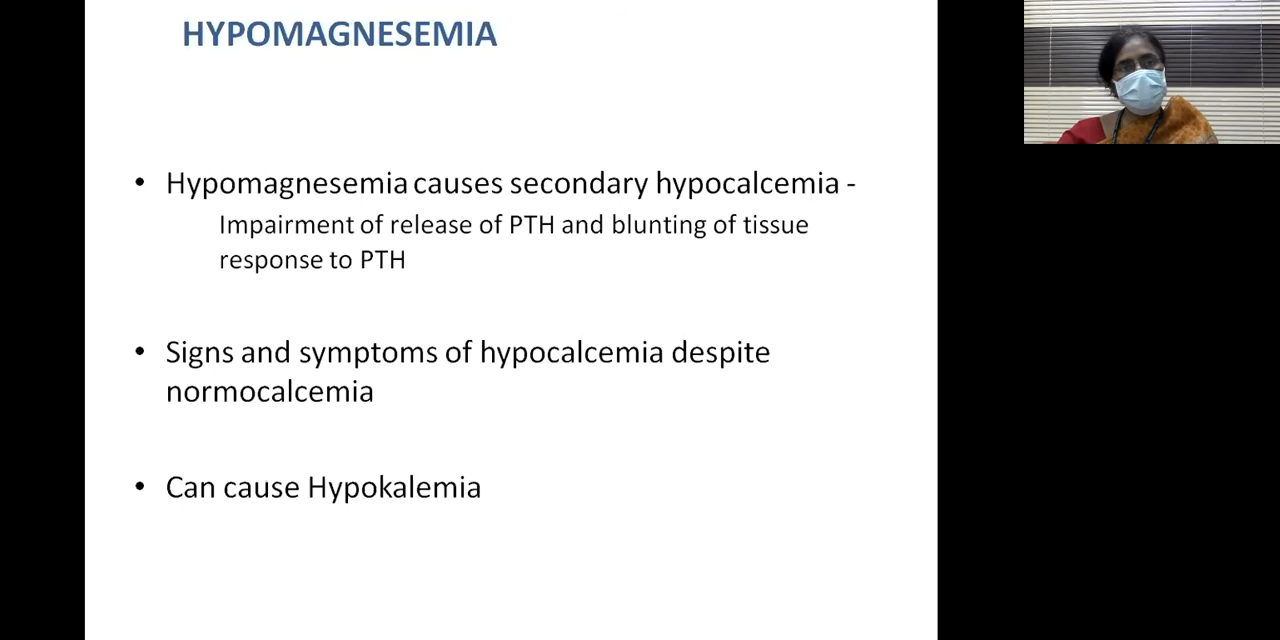 HYPOMAGNESEMIA
• Hypomagnesemia causes secondary hypocalcemia -
Impairment of release of PTH and blunting of tissue
response to PTH
• Signs and symptoms of hypocalcemia despite
normocalcemia
• Can cause Hypokalemia